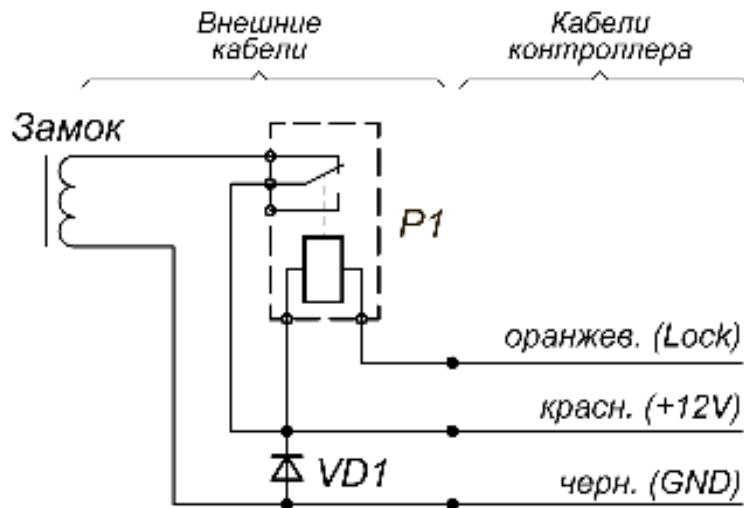 Внешние
кабели
Кабели
контроллера
Замок
P1
оранжев. (Lock)
красн. (+12V)
VD1
черн. (GND)